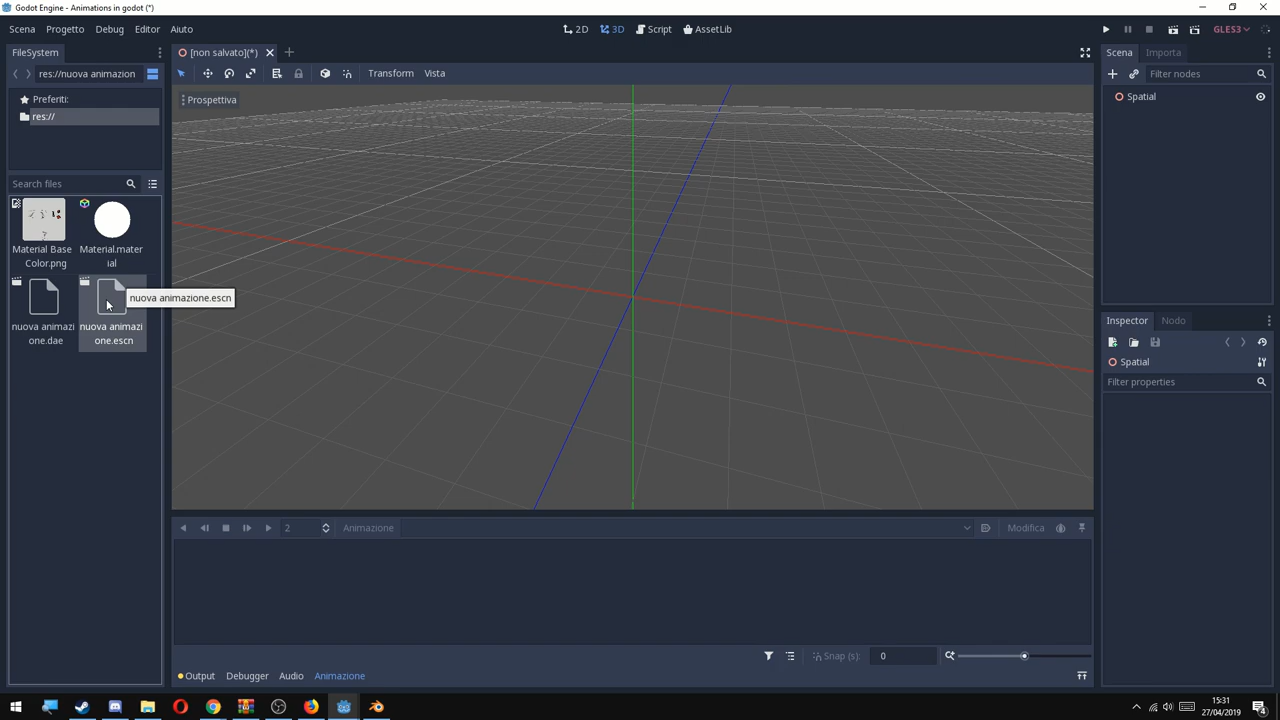 Godot Engine - Animations in godot (*)
Scena Progetto Debug Editor Aiuto
2D 3D Script AssetLib
GLES3
FileSystem
[non salvato](*)
Scena Importa
res://nuova animazion
Transform Vista
Filter nodes
Preferiti:
res://
Prospettiva
Spatial
Search files
Material Base Color.png
Material.mater
ial
nuova animazi
one.dae
nuova animazi
one.escn
nuova animazione.escn
Inspector Nodo
Spatial
Filter properties
2
Animazione
Modifica
Snap (s): 0
Output Debugger Audio Animazione
15:31
27/04/2019
4